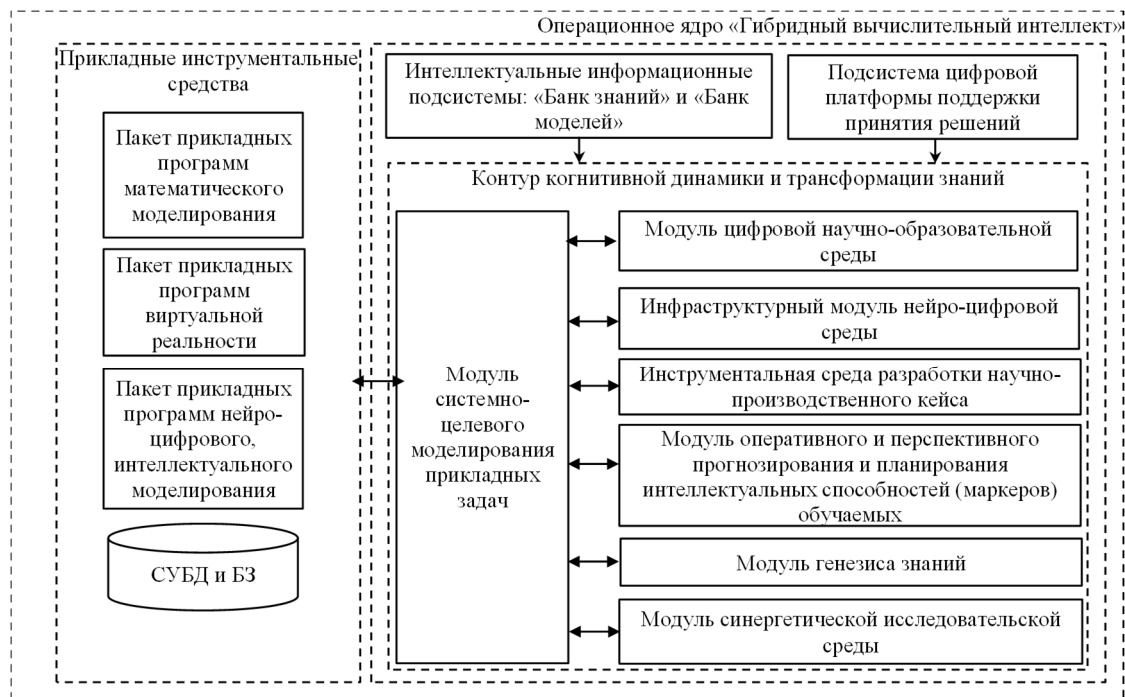 Операционное ядро «Гибридный вычислительный интеллект»
Прикладные инструментальные
средства
Пакет прикладных
программ
математического
моделирования
Пакет прикладных
программ
виртуальной
реальности
Пакет прикладных
программ нейро-
цифрового,
интеллектуального
моделирования
СУБД и БЗ
Интеллектуальные информационные
подсистемы: «Банк знаний» и «Банк
моделей»
Подсистема цифровой
платформы поддержки
принятия решений
Контур когнитивной динамики и трансформации знаний
Модуль
системно-
целевого
моделирования
прикладных
задач
Модуль цифровой научно-образовательной
среды
Инфраструктурный модуль нейро-цифровой
среды
Инструментальная среда разработки научно-
производственного кейса
Модуль оперативного и перспективного
прогнозирования и планирования
интеллектуальных способностей (маркеров)
обучаемых
Модуль генезиса знаний
Модуль синергетической исследовательской
среды